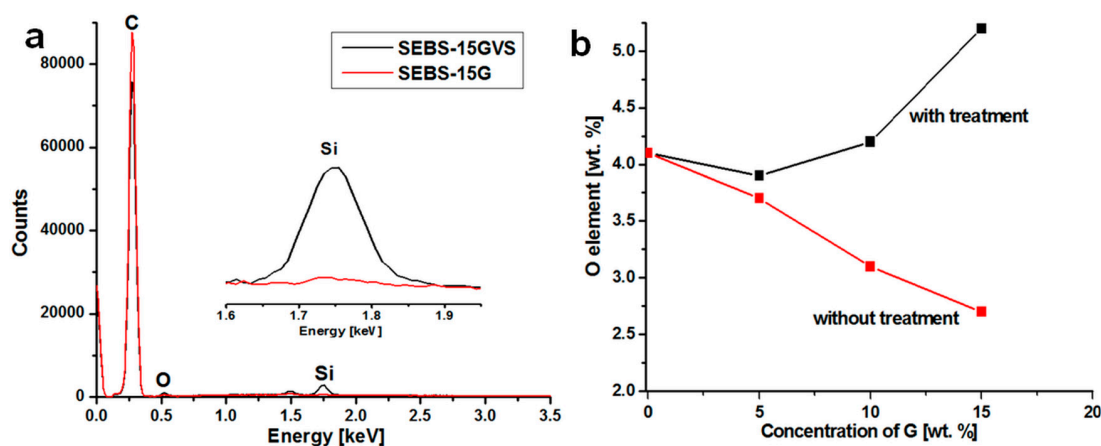 a
C
SEBS-15GVS
SEBS-15G
80000
60000
40000
20000
0
Counts
Si
1.6 1.7 1.8 1.9
Energy [keV]
O
Si
0.0 0.5 1.0 1.5 2.0 2.5 3.0 3.5
Energy [keV]
b
5.0
4.5
4.0
3.5
3.0
2.5
2.0
O element [wt. %]
with treatment
without treatment
0 5 10 15 20
Concentration of G [wt. %]